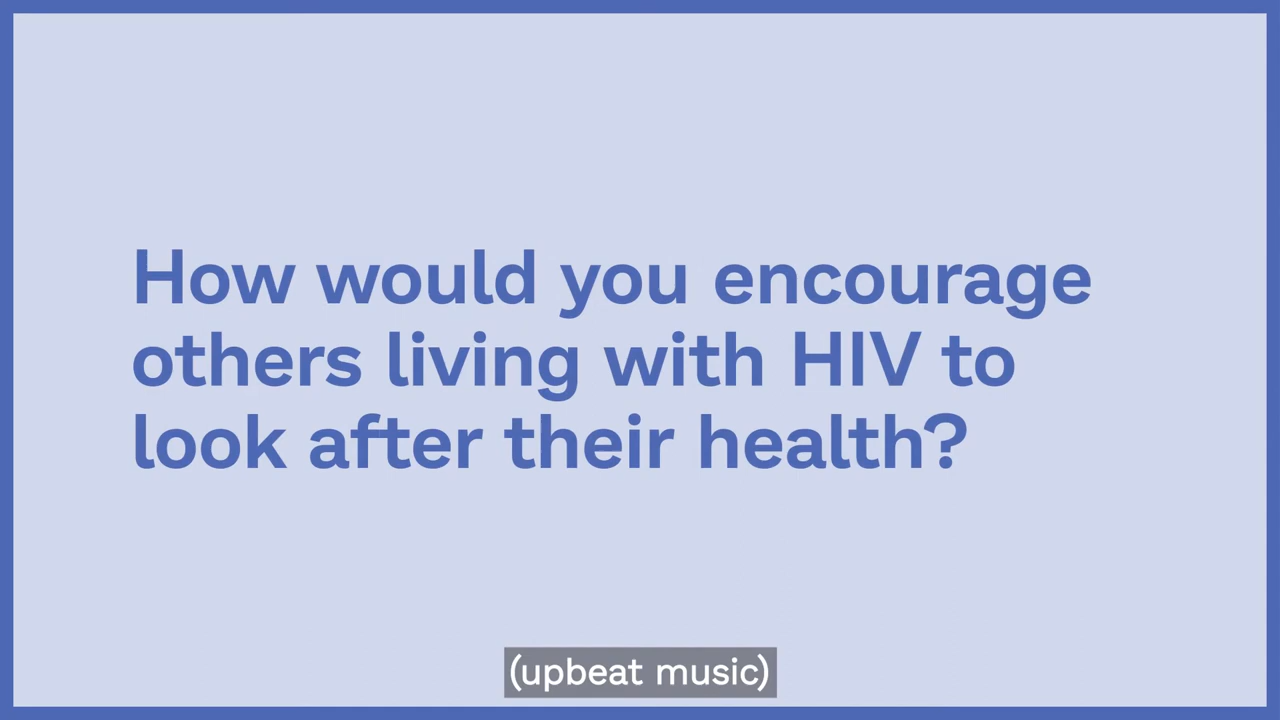 How would you encourage
others living with HIV to
look after their health?
(upbeat music)